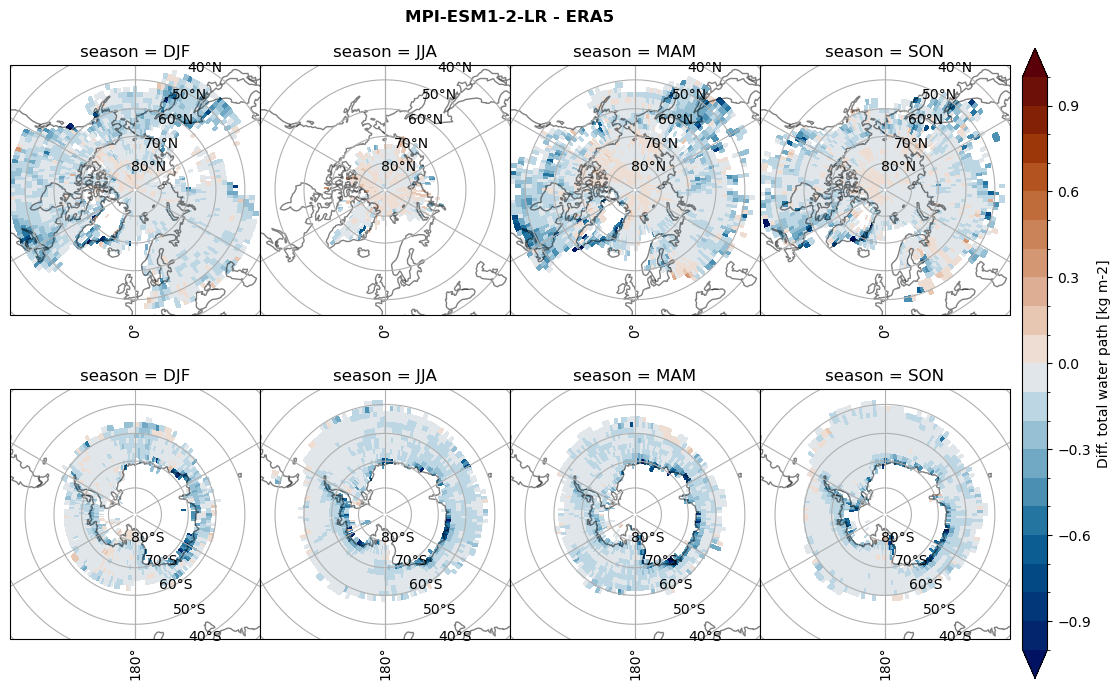 MPI-ESM1-2-LR - ERA5
season = DJF
season = JJA
season = MAM
season = SON
40°N
50°N
60°N
70°N
80°N
40°N
50°N
60°N
70°N
80°N
40°N
50°N
60°N
70°N
80°N
40°N
50°N
60°N
70°N
80°N
0°
0°
0°
0°
season = DJF
season = JJA
season = MAM
season = SON
80°S
70°S
60°S
50°S
40°S
80°S
70°S
60°S
50°S
40°S
80°S
70°S
60°S
50°S
40°S
80°S
70°S
60°S
50°S
40°S
180°
180°
180°
180°
0.9
0.6
0.3
0.0
−0.3
−0.6
−0.9
Diff. total water path [kg m-2]